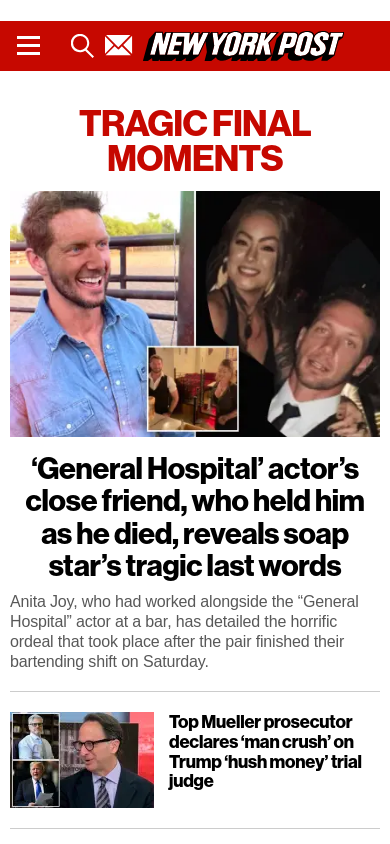 NEW YORK POST
TRAGIC FINAL
MOMENTS
‘General Hospital’ actor’s
close friend, who held him
as he died, reveals soap
star’s tragic last words
Anita Joy, who had worked alongside the “General
Hospital” actor at a bar, has detailed the horrific
ordeal that took place after the pair finished their
bartending shift on Saturday.
Top Mueller prosecutor
declares ‘man crush’ on
Trump ‘hush money’ trial
judge